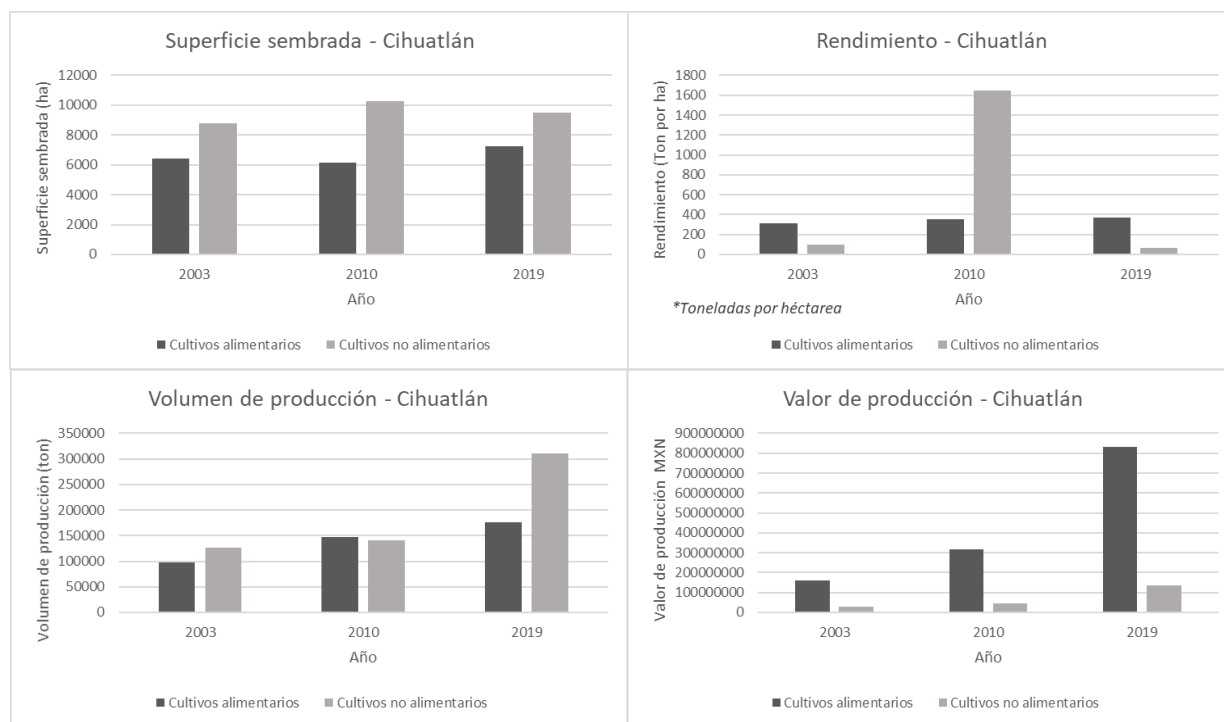 Superficie sembrada - Cihuatlán
Superficie sembrada (ha)
12000
10000
8000
6000
4000
2000
0
2003 2010 2019
Año
Cultivos alimentarios Cultivos no alimentarios
Rendimiento - Cihuatlán
Rendimiento (Ton por ha)
1800
1600
1400
1200
1000
800
600
400
200
0
2003 2010 2019
Año
*Toneladas por héctarea
Cultivos alimentarios Cultivos no alimentarios
Volumen de producción - Cihuatlán
Volumen de producción (ton)
350000
300000
250000
200000
150000
100000
50000
0
2003 2010 2019
Año
Cultivos alimentarios Cultivos no alimentarios
Valor de producción - Cihuatlán
Valor de producción MXN
900000000
800000000
700000000
600000000
500000000
400000000
300000000
200000000
100000000
0
2003 2010 2019
Año
Cultivos alimentarios Cultivos no alimentarios